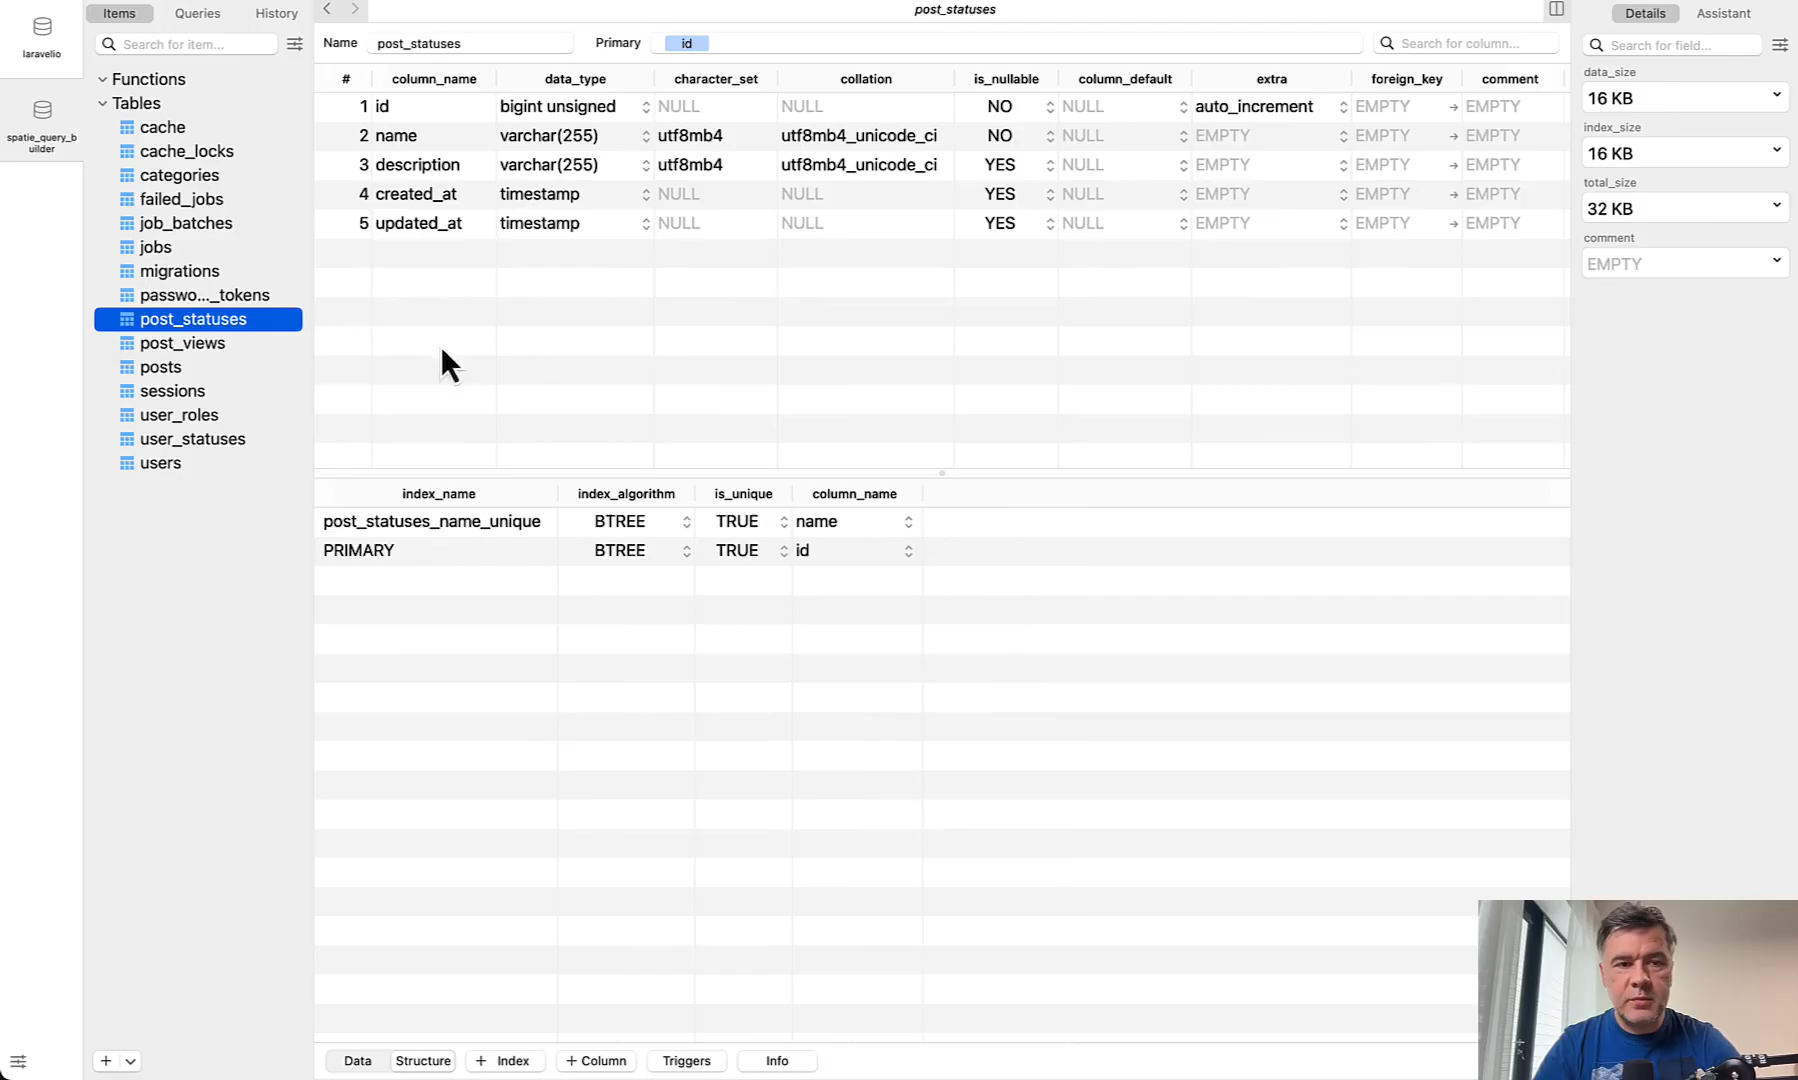 laravelio
spatie_query_b
uilder
Items Queries History
Search for item...
Functions
Tables
cache
cache_locks
categories
failed_jobs
job_batches
jobs
migrations
passwo..._tokens
post_statuses
post_views
posts
sessions
user_roles
user_statuses
users
post_statuses
Name post_statuses Primary id Search for column...
# column_name data_type character_set collation is_nullable column_default extra foreign_key comment
1 id bigint unsigned NULL NULL NO NULL auto_increment EMPTY EMPTY
2 name varchar(255) utf8mb4 utf8mb4_unicode_ci NO NULL EMPTY EMPTY EMPTY
3 description varchar(255) utf8mb4 utf8mb4_unicode_ci YES NULL EMPTY EMPTY EMPTY
4 created_at timestamp NULL NULL YES NULL EMPTY EMPTY EMPTY
5 updated_at timestamp NULL NULL YES NULL EMPTY EMPTY EMPTY
index_name index_algorithm is_unique column_name
post_statuses_name_unique BTREE TRUE name
PRIMARY BTREE TRUE id
Data Structure + Index + Column Triggers Info
Details Assistant
Search for field...
data_size
16 KB
index_size
16 KB
total_size
32 KB
comment
EMPTY